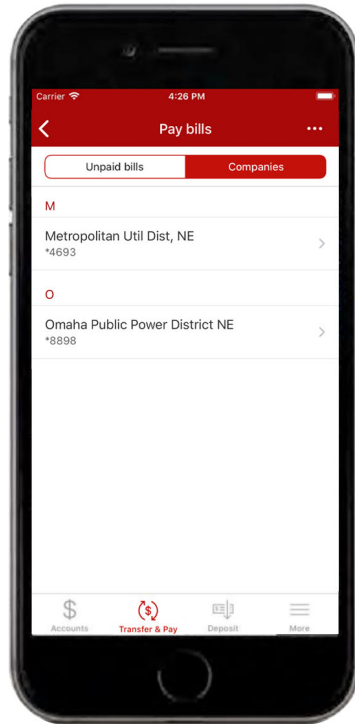 Carrier 4:26 PM
Pay bills
Unpaid bills Companies
M
Metropolitan Util Dist, NE
*4693
O
Omaha Public Power District NE
*8898
Accounts Transfer & Pay Deposit More